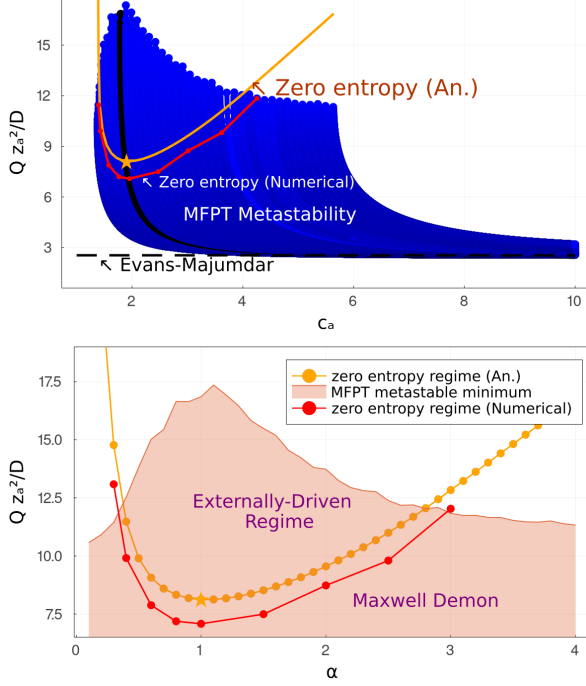 15
12
9
6
3
Q zₐ²/D
↖ Zero entropy (An.)
↖ Zero entropy (Numerical)
MFPT Metastability
↖ Evans-Majumdar
2
4
6
8
10
cₐ
17.5
15.0
12.5
10.0
7.5
Q zₐ²/D
zero entropy regime (An.)
MFPT metastable minimum
zero entropy regime (Numerical)
Externally-Driven
Regime
Maxwell Demon
0
1
2
3
4
α